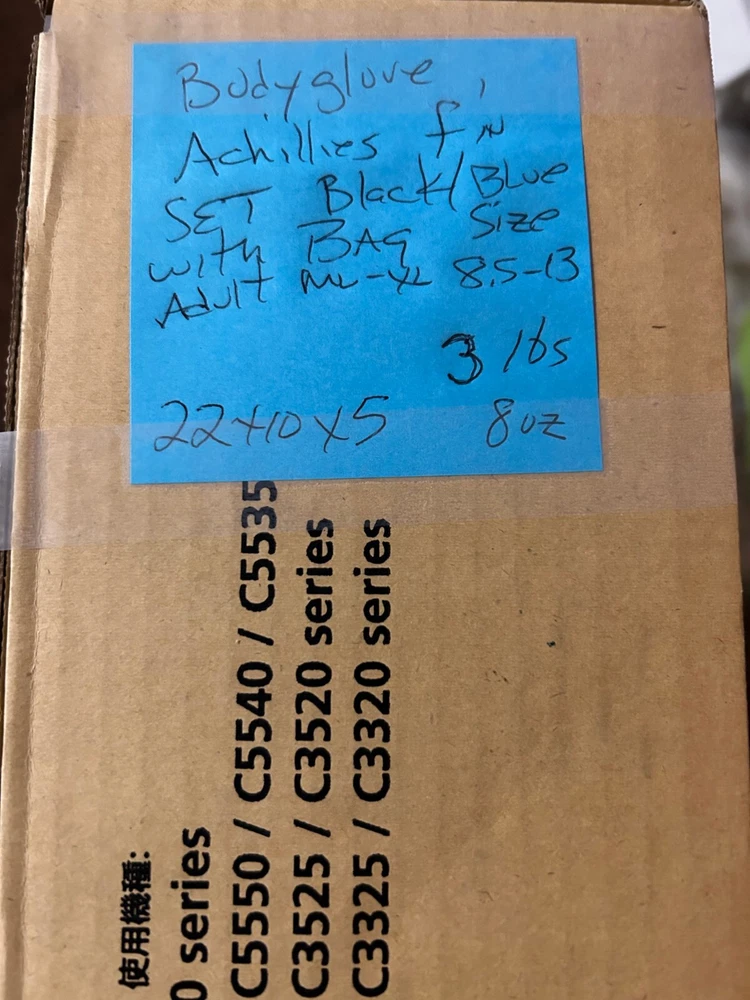 Bodyglove,
Achillies fin
SET Black/Blue
with BAG Size
Adult ML-XL 8.5-13
3 lbs
22x10x5 8oz
使用機種:
0 series
C5550 / C5540 / C5535
C3525 / C3520 series
C3325 / C3320 series